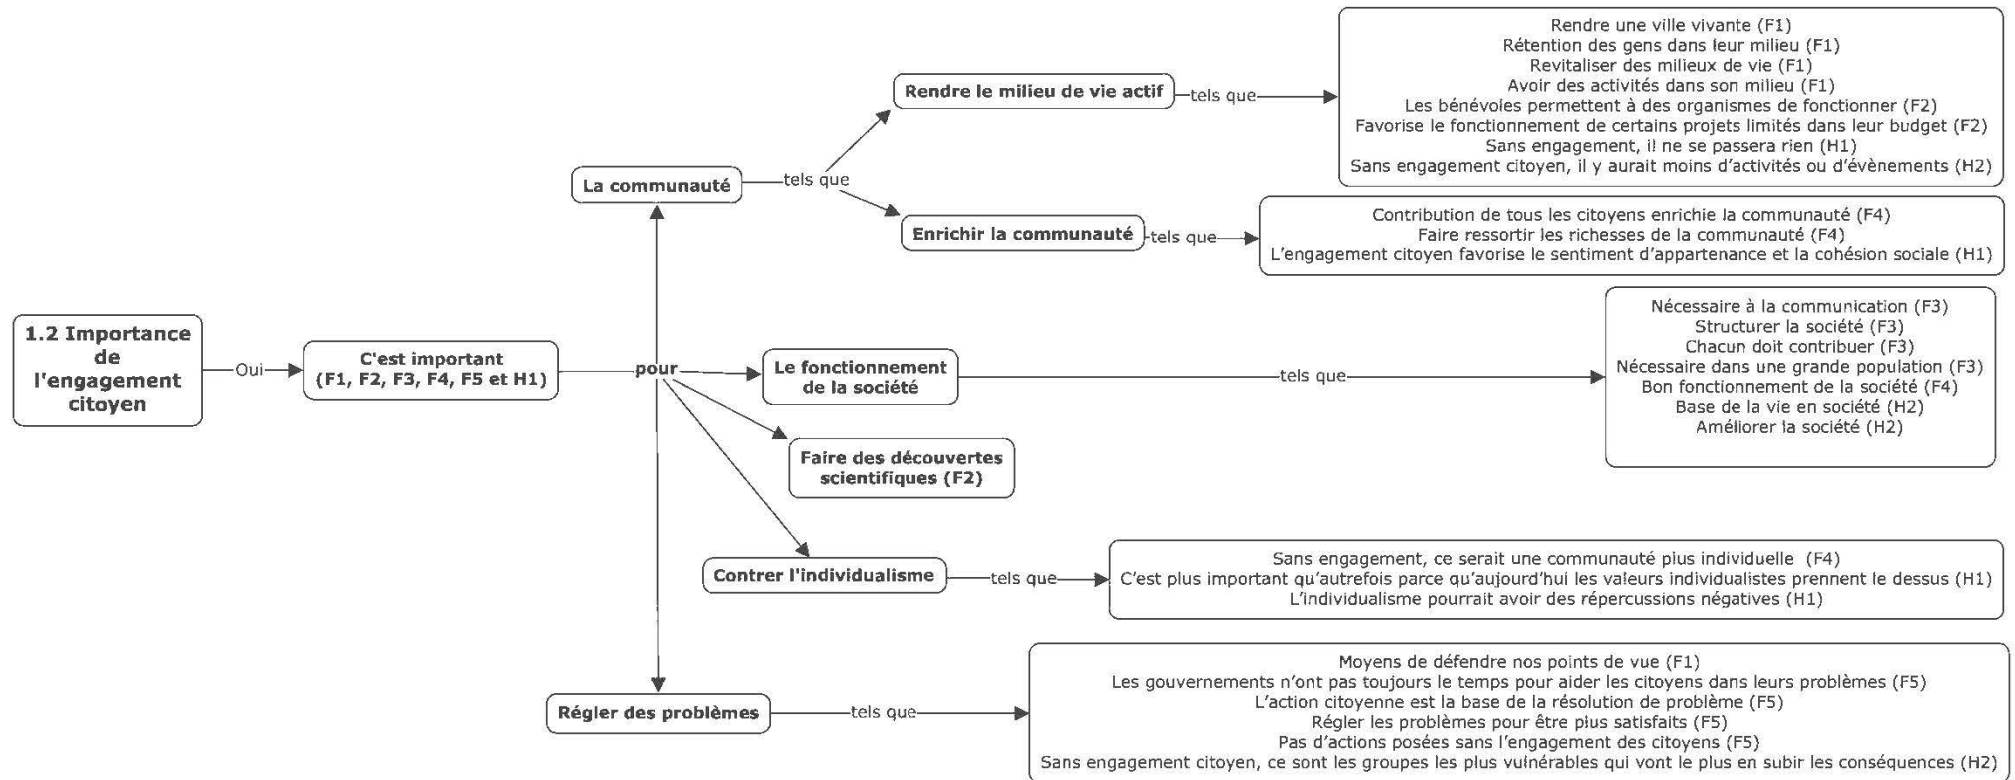 1.2 Importance
de
l'engagement
citoyen
Oui
C'est important
(F1, F2, F3, F4, F5 et H1)
pour
La communauté
tels que
Rendre le milieu de vie actif
tels que
Rendre une ville vivante (F1)
Rétention des gens dans leur milieu (F1)
Revitaliser des milieux de vie (F1)
Avoir des activités dans son milieu (F1)
Les bénévoles permettent à des organismes de fonctionner (F2)
Favorise le fonctionnement de certains projets limités dans leur budget (F2)
Sans engagement, il ne se passera rien (H1)
Sans engagement citoyen, il y aurait moins d'activités ou d'évènements (H2)
Enrichir la communauté
tels que
Contribution de tous les citoyens enrichie la communauté (F4)
Faire ressortir les richesses de la communauté (F4)
L'engagement citoyen favorise le sentiment d'appartenance et la cohésion sociale (H1)
Le fonctionnement
de la société
tels que
Nécessaire à la communication (F3)
Structurer la société (F3)
Chacun doit contribuer (F3)
Nécessaire dans une grande population (F3)
Bon fonctionnement de la société (F4)
Base de la vie en société (H2)
Améliorer la société (H2)
Faire des découvertes
scientifiques (F2)
Contrer l'individualisme
tels que
Sans engagement, ce serait une communauté plus individuelle (F4)
C'est plus important qu'autrefois parce qu'aujourd'hui les valeurs individualistes prennent le dessus (H1)
L'individualisme pourrait avoir des répercussions négatives (H1)
Régler des problèmes
tels que
Moyens de défendre nos points de vue (F1)
Les gouvernements n'ont pas toujours le temps pour aider les citoyens dans leurs problèmes (F5)
L'action citoyenne est la base de la résolution de problème (F5)
Régler les problèmes pour être plus satisfaits (F5)
Pas d'actions posées sans l'engagement des citoyens (F5)
Sans engagement citoyen, ce sont les groupes les plus vulnérables qui vont le plus en subir les conséquences (H2)